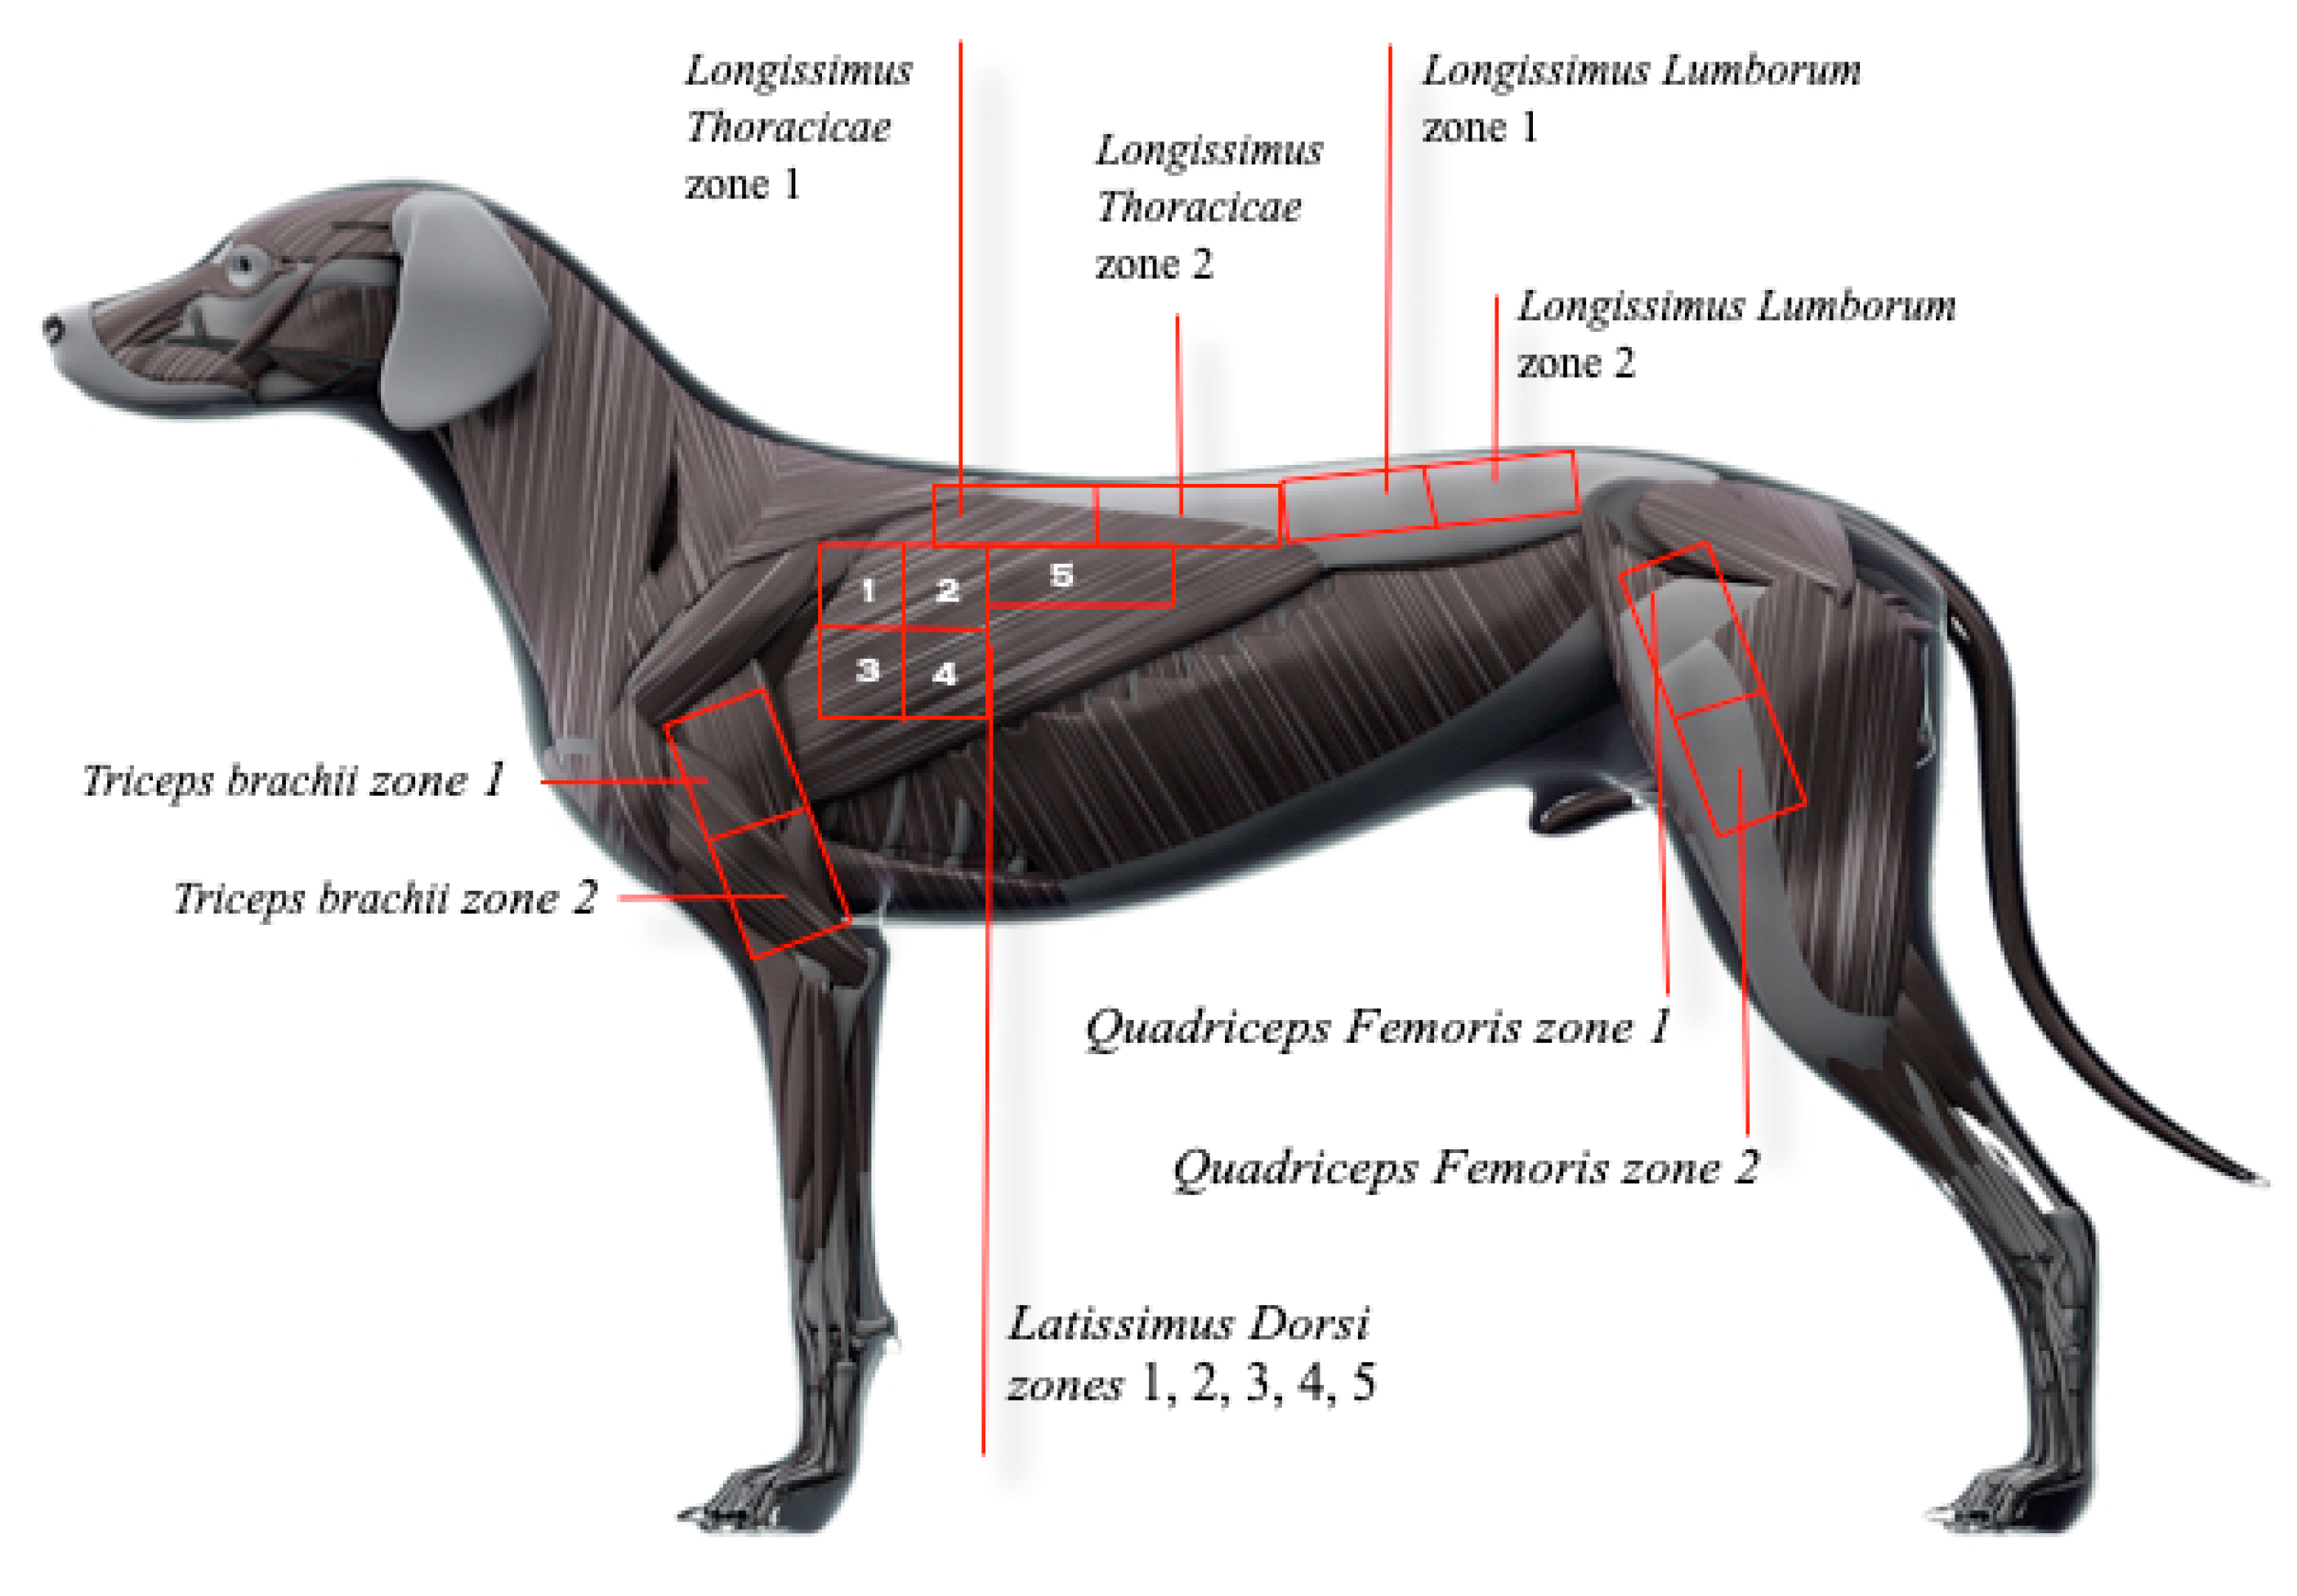 Longissimus
Thoracicae
zone 1
Longissimus
Thoracicae
zone 2
Longissimus Lumborum
zone 1
Longissimus Lumborum
zone 2
1
2
5
3
4
Triceps brachii zone 1
Triceps brachii zone 2
Quadriceps Femoris zone 1
Quadriceps Femoris zone 2
Latissimus Dorsi
zones 1, 2, 3, 4, 5